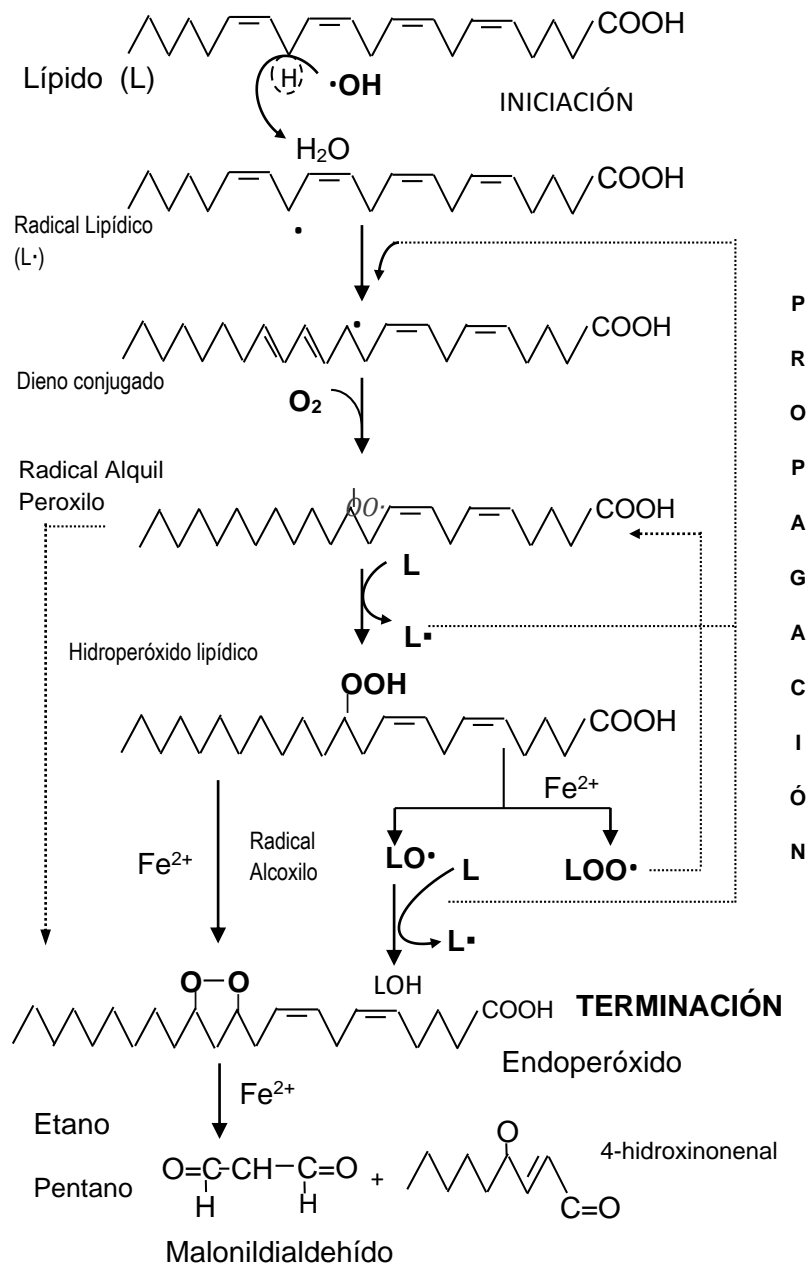 COOH
Lípido (L)
H
·OH
INICIACIÓN
H₂O
COOH
Radical Lipídico
(L·)
·
·
COOH
Dieno conjugado
O₂
Radical Alquil
Peroxilo
OO·
COOH
L
L·
Hidroperóxido lipídico
OOH
COOH
Fe²⁺
Fe²⁺
Radical
Alcoxilo
LO·
L
LOO·
L·
LOH
O–O
COOH
TERMINACIÓN
Endoperóxido
Fe²⁺
Etano
Pentano
O=C-CH–C=O
H
H
+
O
C=O
4-hidroxinonenal
Malonildialdehído
P
R
O
P
A
G
A
C
I
Ó
N